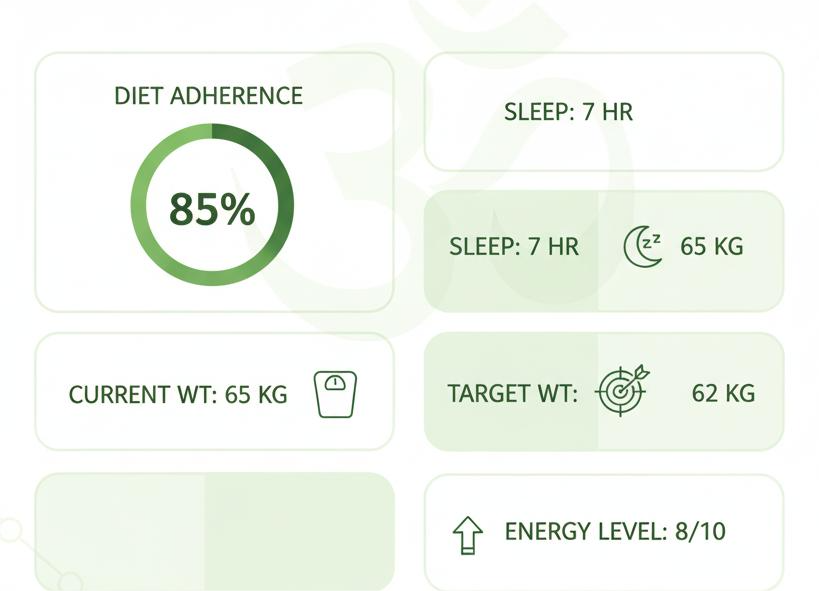 DIET ADHERENCE
85%
SLEEP: 7 HR
SLEEP: 7 HR zz 65 KG
CURRENT WT: 65 KG
TARGET WT: 62 KG
ENERGY LEVEL: 8/10
ॐ